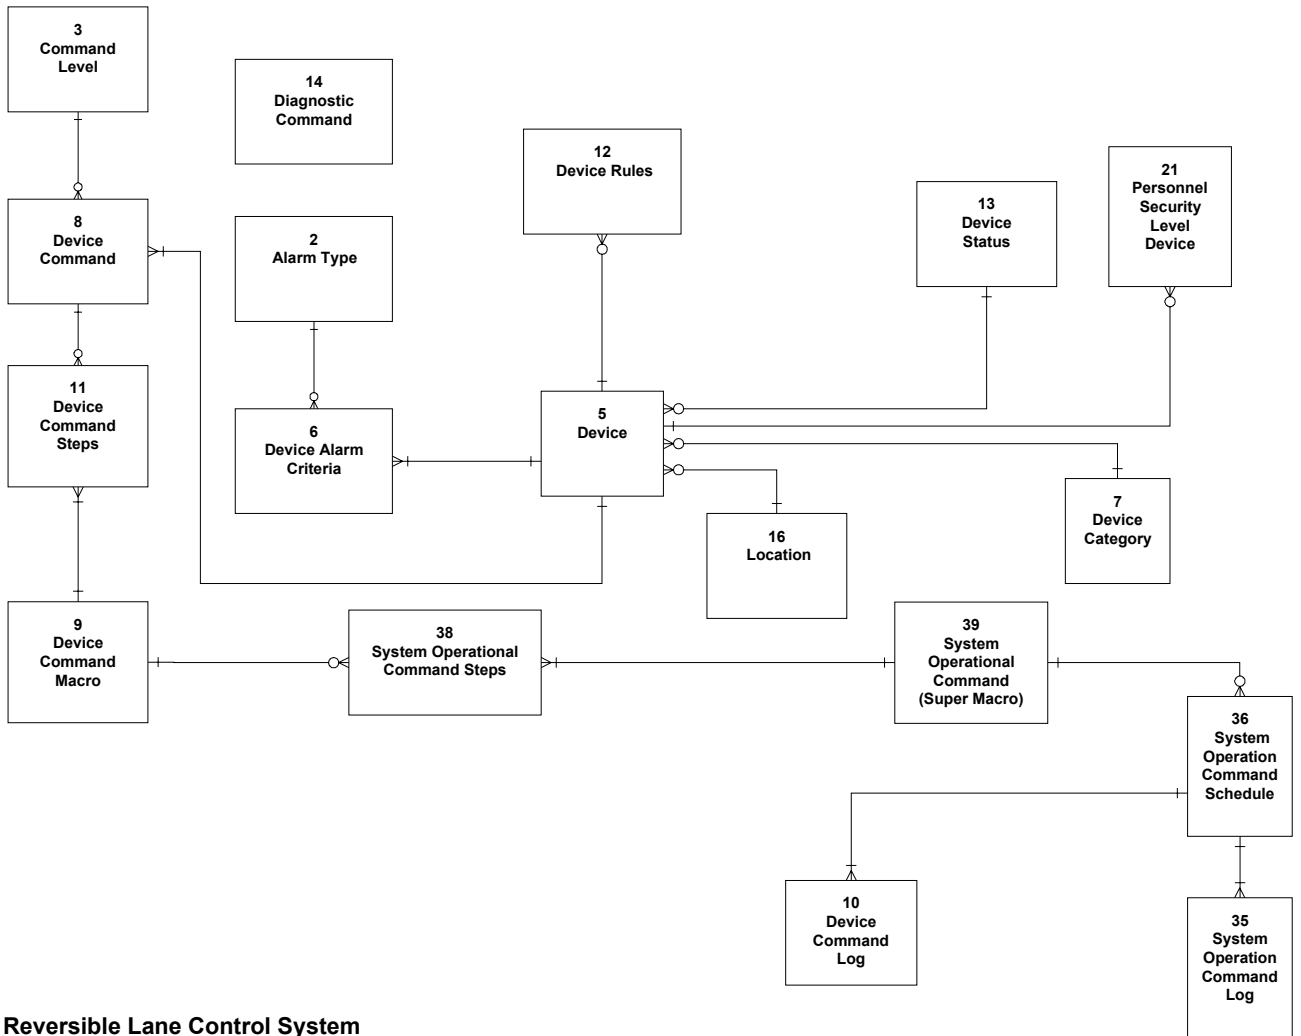 3
Command
Level
14
Diagnostic
Command
12
Device Rules
21
Personnel
Security
Level
Device
13
Device
Status
8
Device
Command
2
Alarm Type
11
Device
Command
Steps
6
Device Alarm
Criteria
5
Device
7
Device
Category
16
Location
9
Device
Command
Macro
38
System Operational
Command Steps
39
System
Operational
Command
(Super Macro)
36
System
Operation
Command
Schedule
10
Device
Command
Log
35
System
Operation
Command
Log
Reversible Lane Control System